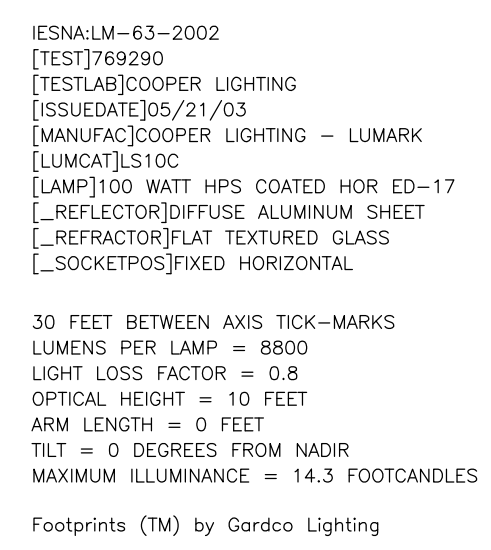 IESNA:LM-63-2002
[TEST]769290
[TESTLAB]COOPER LIGHTING
[ISSUEDATE]05/21/03
[MANUFAC]COOPER LIGHTING - LUMARK
[LUMCAT]LS10C
[LAMP]100 WATT HPS COATED HOR ED-17
[_REFLECTOR]DIFFUSE ALUMINUM SHEET
[_REFRACTOR]FLAT TEXTURED GLASS
[_SOCKETPOS]FIXED HORIZONTAL
30 FEET BETWEEN AXIS TICK-MARKS
LUMENS PER LAMP = 8800
LIGHT LOSS FACTOR = 0.8
OPTICAL HEIGHT = 10 FEET
ARM LENGTH = 0 FEET
TILT = 0 DEGREES FROM NADIR
MAXIMUM ILLUMINANCE = 14.3 FOOTCANDLES
Footprints (TM) by Gardco Lighting